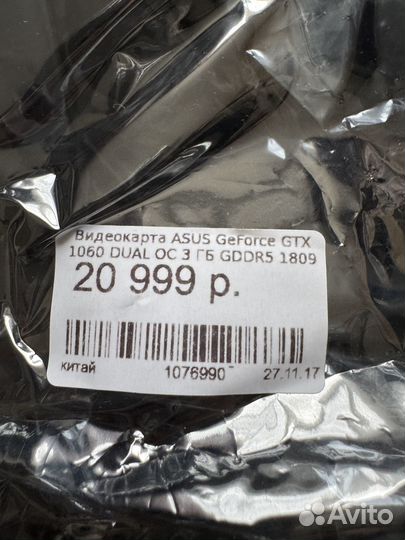 Видеокарта ASUS GeForce GTX
1060 DUAL OC 3 ГБ GDDR5 1809
20 999 р.
китай 1076990 27.11.17
Avito